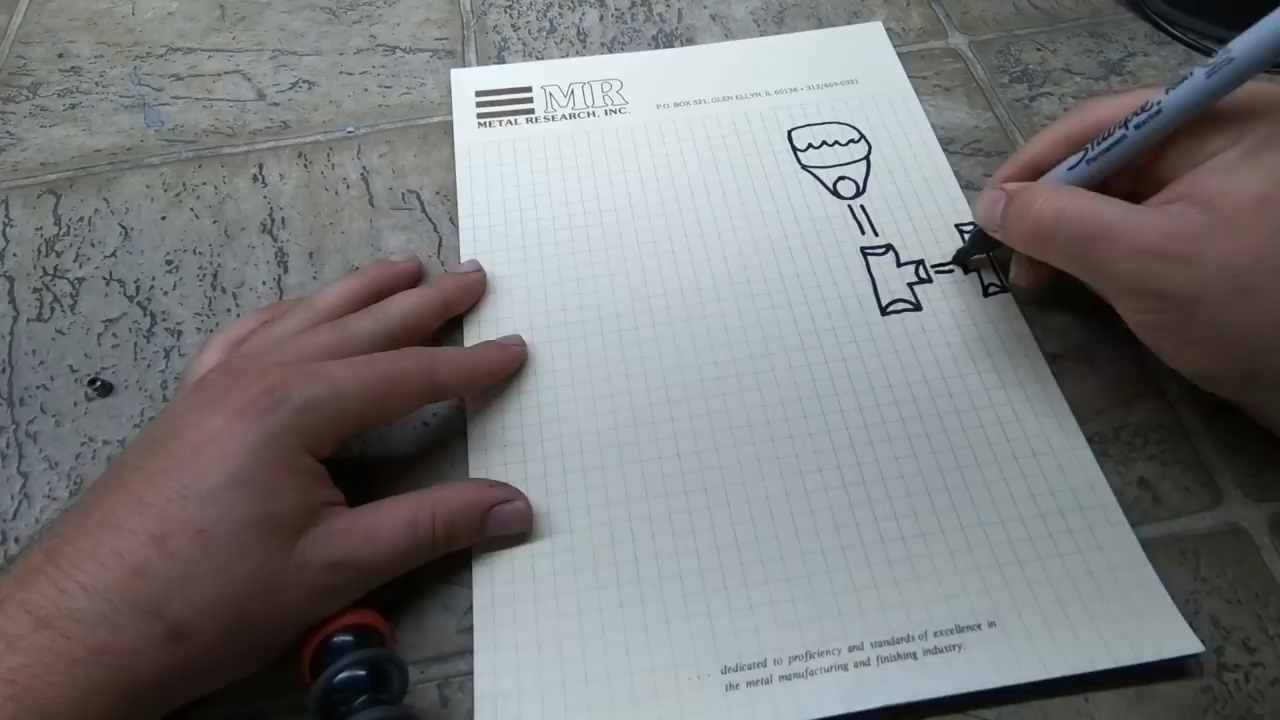 MR
METAL RESEARCH, INC.
P.O. BOX 321, GLEN ELLYN, IL 60138 • 312/469-0321
Sharpie
. . . dedicated to proficiency and standards of excellence in
the metal manufacturing and finishing industry.